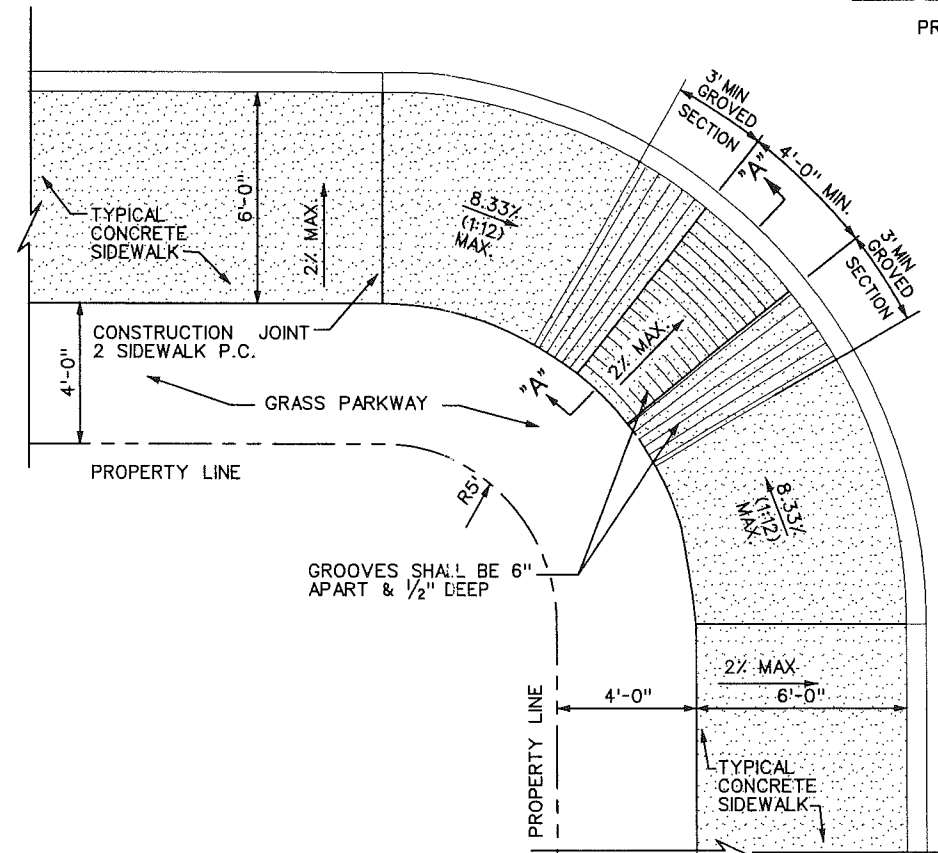 PR
3' MIN
GROVED
SECTION
"A"
4'-0" MIN.
3' MIN
GROVED
SECTION
6'-0"
2% MAX
8.33%
(1:12)
MAX.
TYPICAL
CONCRETE
SIDEWALK
CONSTRUCTION JOINT
2 SIDEWALK P.C.
2% MAX.
"A"
4'-0"
GRASS PARKWAY
PROPERTY LINE
R5'
8.33%
(1:12)
MAX.
GROOVES SHALL BE 6"
APART & 1/2" DEEP
2% MAX
4'-0"
6'-0"
PROPERTY LINE
TYPICAL
CONCRETE
SIDEWALK